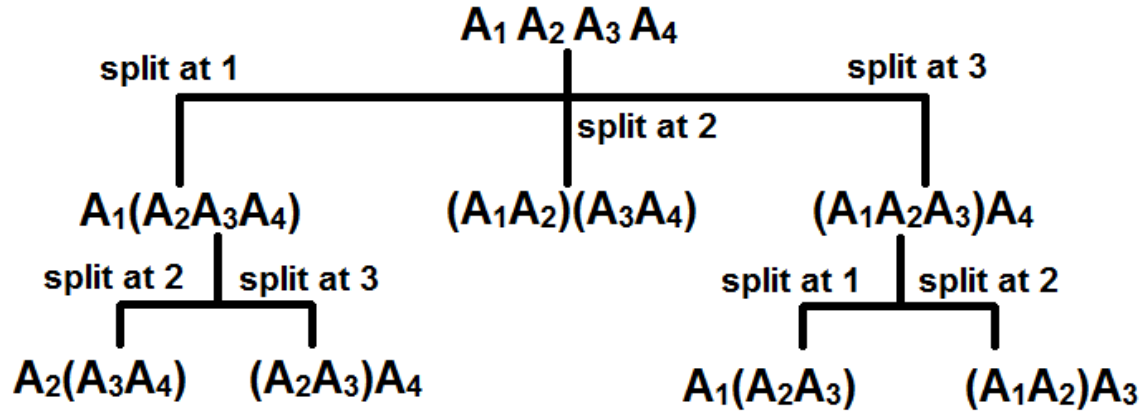 A₁ A₂ A₃ A₄
split at 1
split at 3
split at 2
A₁(A₂A₃A₄)
(A₁A₂)(A₃A₄)
(A₁A₂A₃)A₄
split at 2
split at 3
split at 1
split at 2
A₂(A₃A₄)
(A₂A₃)A₄
A₁(A₂A₃)
(A₁A₂)A₃